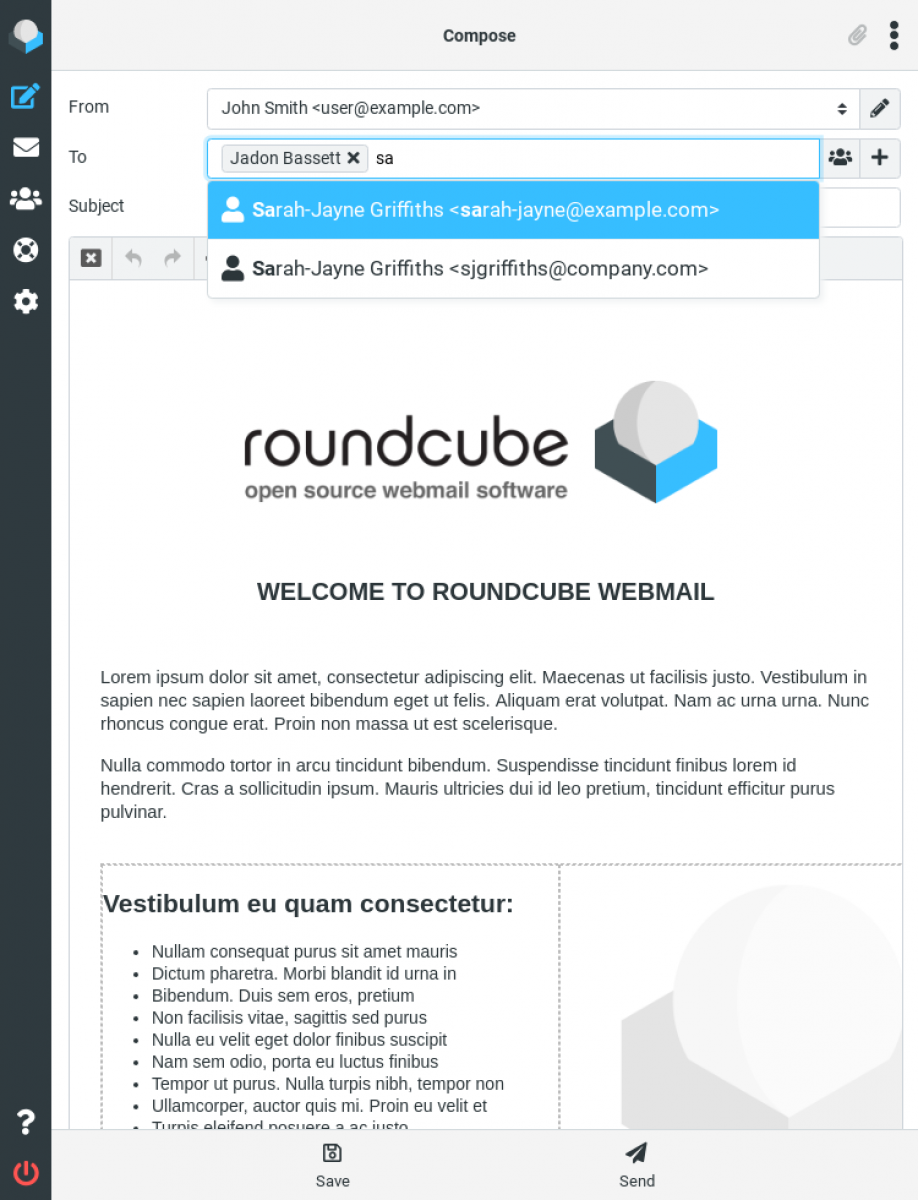 Compose
From
John Smith <user@example.com>
To
Jadon Bassett sa
Subject
Sarah-Jayne Griffiths <sarah-jayne@example.com>
Sarah-Jayne Griffiths <sjgriffiths@company.com>
roundcube
open source webmail software
WELCOME TO ROUNDCUBE WEBMAIL
Lorem ipsum dolor sit amet, consectetur adipiscing elit. Maecenas ut facilisis justo. Vestibulum in
sapien nec sapien laoreet bibendum eget ut felis. Aliquam erat volutpat. Nam ac urna urna. Nunc
rhoncus congue erat. Proin non massa ut est scelerisque.
Nulla commodo tortor in arcu tincidunt bibendum. Suspendisse tincidunt finibus lorem id
hendrerit. Cras a sollicitudin ipsum. Mauris ultricies dui id leo pretium, tincidunt efficitur purus
pulvinar.
Vestibulum eu quam consectetur:
• Nullam consequat purus sit amet mauris
• Dictum pharetra. Morbi blandit id urna in
• Bibendum. Duis sem eros, pretium
• Non facilisis vitae, sagittis sed purus
• Nulla eu velit eget dolor finibus suscipit
• Nam sem odio, porta eu luctus finibus
• Tempor ut purus. Nulla turpis nibh, tempor non
• Ullamcorper, auctor quis mi. Proin eu velit et
• Turpis eleifend posuere a ac justo
Save
Send